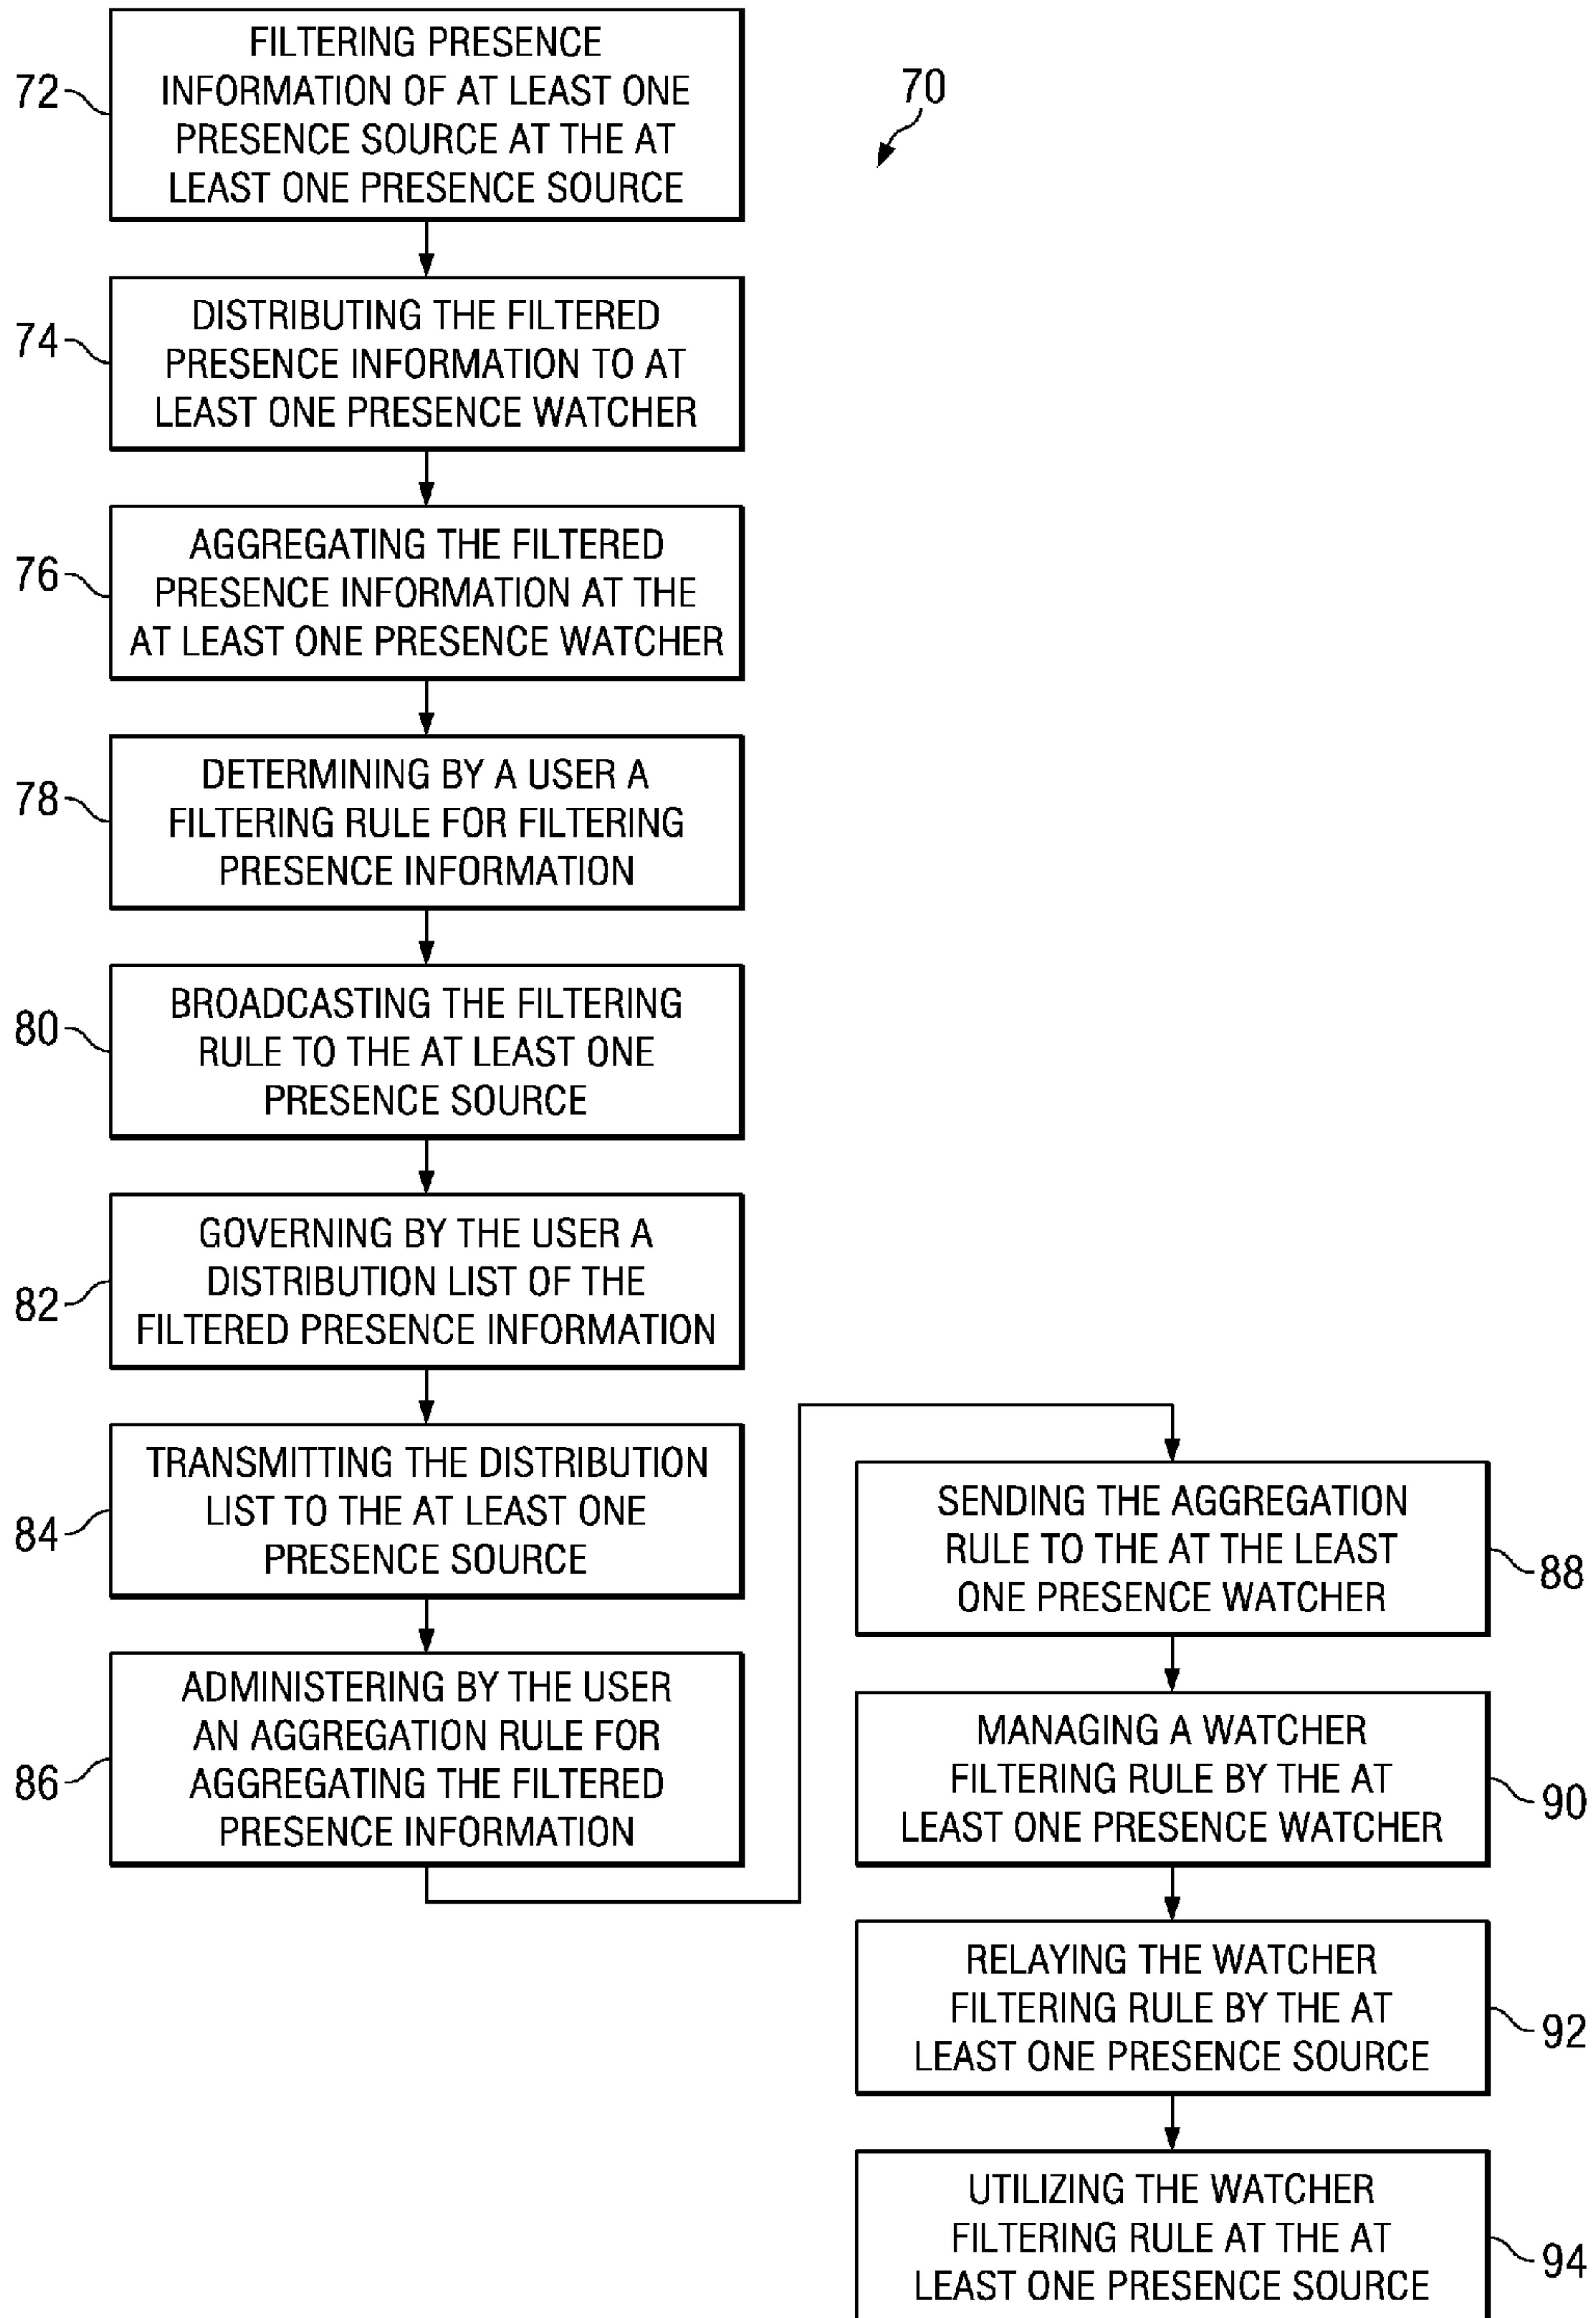 70
72
FILTERING PRESENCE
INFORMATION OF AT LEAST ONE
PRESENCE SOURCE AT THE AT
LEAST ONE PRESENCE SOURCE
74
DISTRIBUTING THE FILTERED
PRESENCE INFORMATION TO AT
LEAST ONE PRESENCE WATCHER
76
AGGREGATING THE FILTERED
PRESENCE INFORMATION AT THE
AT LEAST ONE PRESENCE WATCHER
78
DETERMINING BY A USER A
FILTERING RULE FOR FILTERING
PRESENCE INFORMATION
80
BROADCASTING THE FILTERING
RULE TO THE AT LEAST ONE
PRESENCE SOURCE
82
GOVERNING BY THE USER A
DISTRIBUTION LIST OF THE
FILTERED PRESENCE INFORMATION
84
TRANSMITTING THE DISTRIBUTION
LIST TO THE AT LEAST ONE
PRESENCE SOURCE
86
ADMINISTERING BY THE USER
AN AGGREGATION RULE FOR
AGGREGATING THE FILTERED
PRESENCE INFORMATION
SENDING THE AGGREGATION
RULE TO THE AT THE LEAST
ONE PRESENCE WATCHER
88
MANAGING A WATCHER
FILTERING RULE BY THE AT
LEAST ONE PRESENCE WATCHER
90
RELAYING THE WATCHER
FILTERING RULE BY THE AT
LEAST ONE PRESENCE SOURCE
92
UTILIZING THE WATCHER
FILTERING RULE AT THE AT
LEAST ONE PRESENCE SOURCE
94